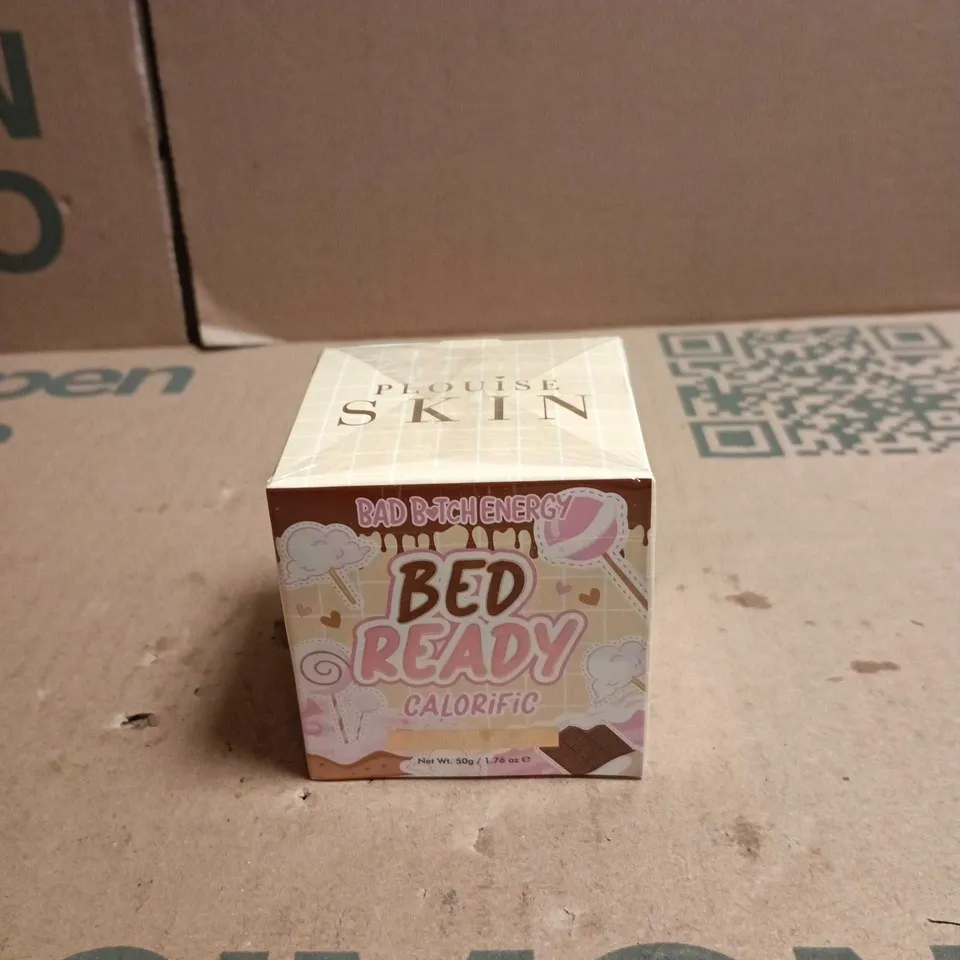 PLOUiSE
SKIN
BAD B♥TCH ENERGY
BED
READY
CALORiFiC
Net Wt. 50g / 1.76 oz ℮